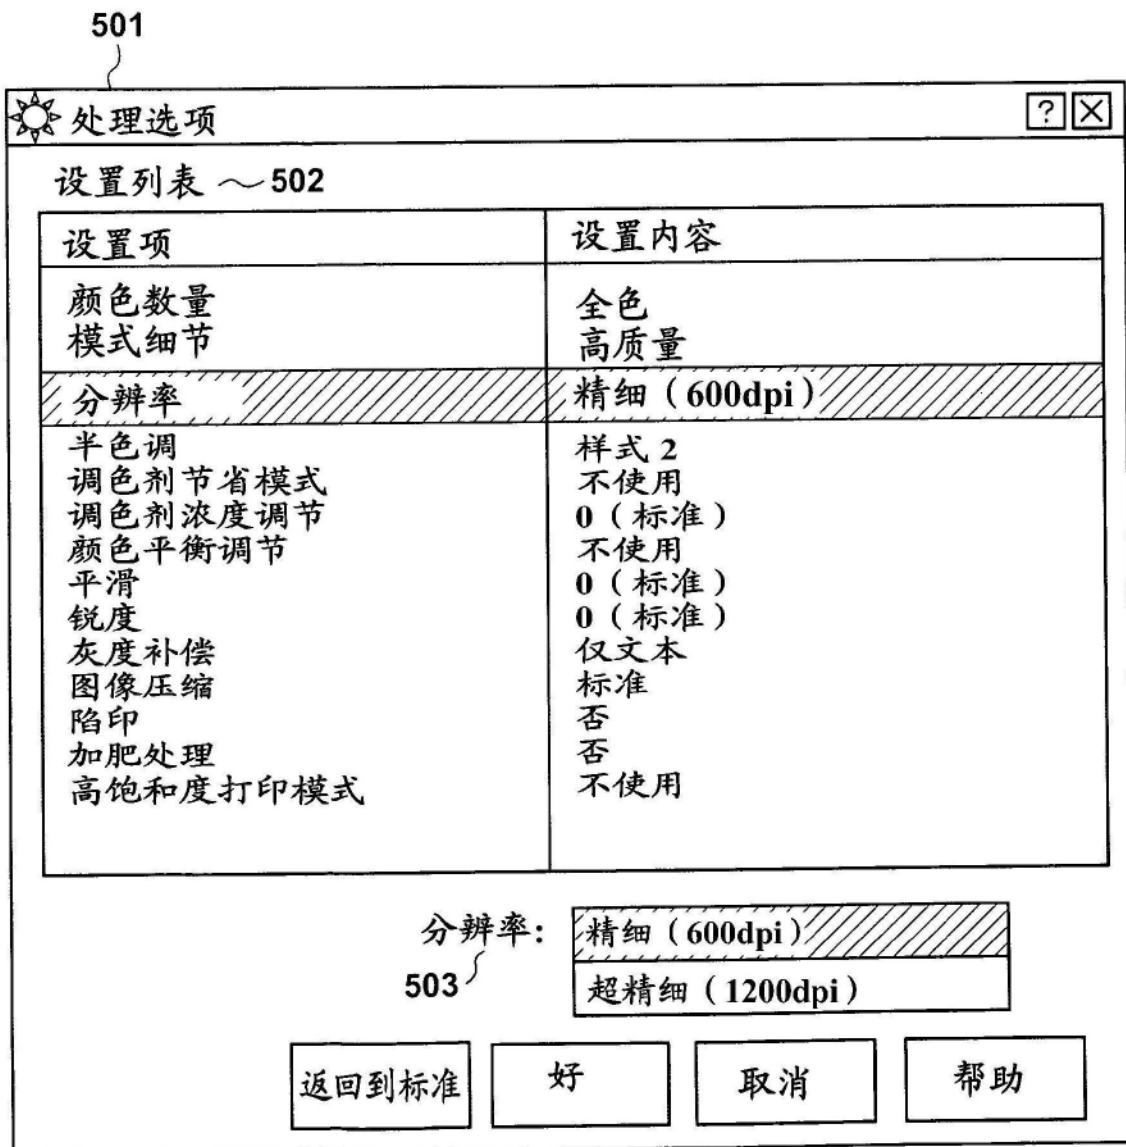 501
处理选项 ? X
设置列表 502
设置项 设置内容
颜色数量 全色
模式细节 高质量
分辨率 精细（600dpi）
半色调 样式 2
调色剂节省模式 不使用
调色剂浓度调节 0（标准）
颜色平衡调节 不使用
平滑 0（标准）
锐度 0（标准）
灰度补偿 仅文本
图像压缩 标准
陷印 否
加肥处理 否
高饱和度打印模式 不使用
分辨率: 精细（600dpi）
503 超精细（1200dpi）
返回到标准 好 取消 帮助